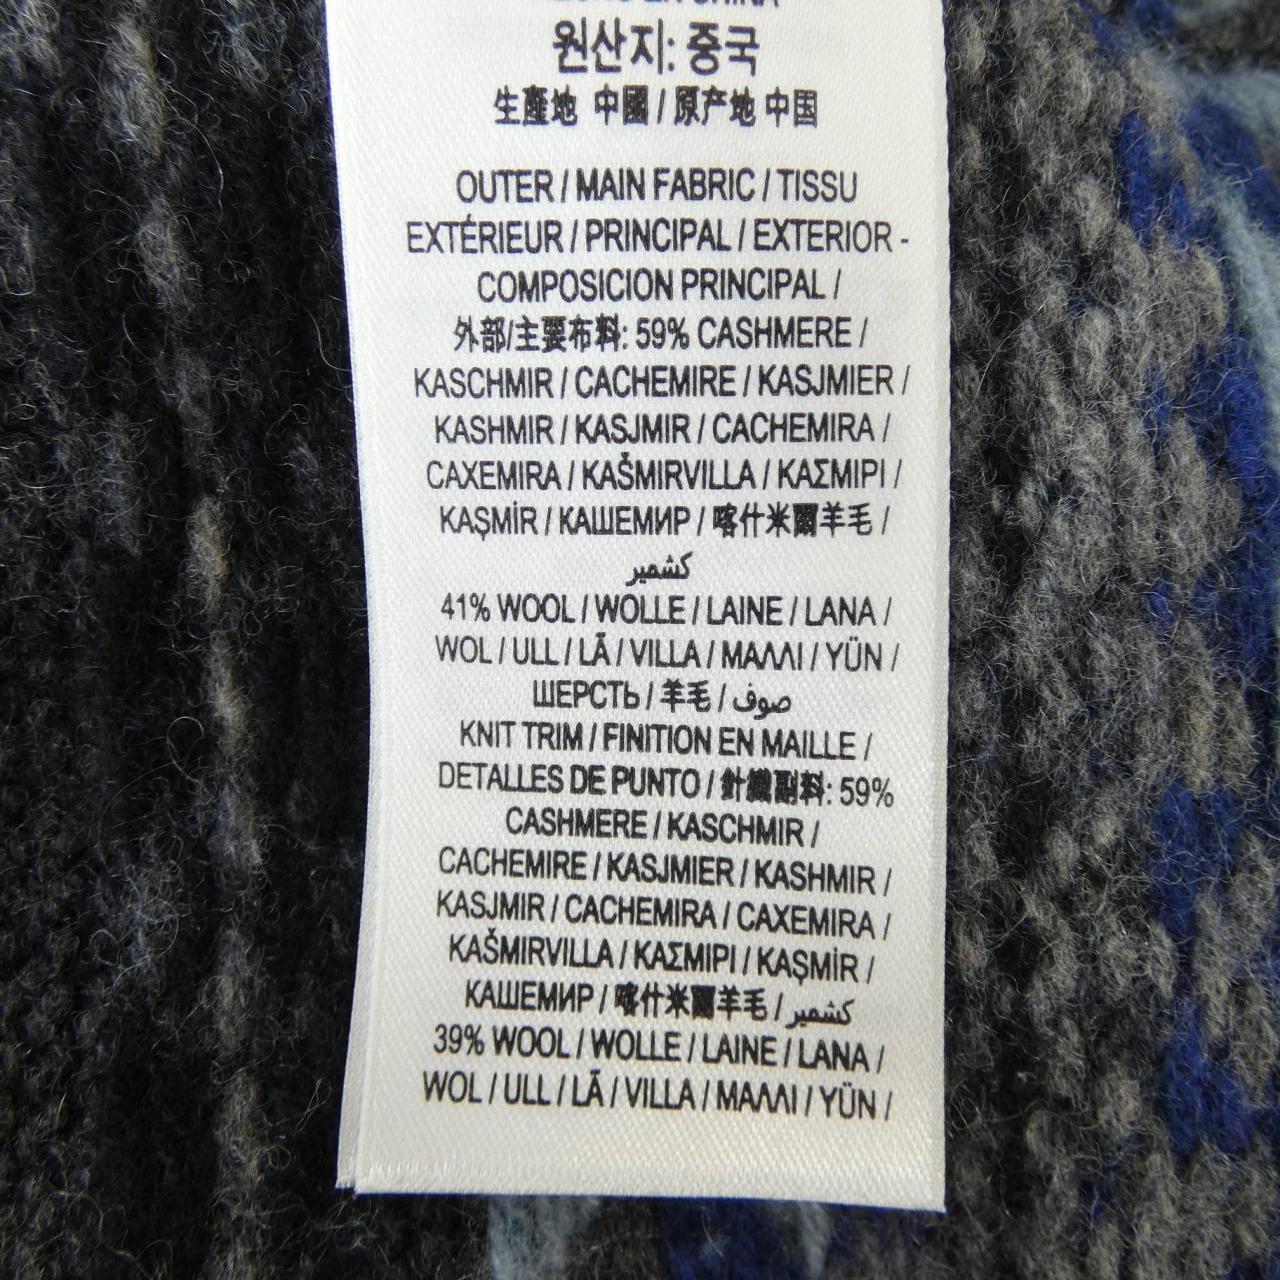 원산지: 중국
生產地 中國 / 原产地 中国
OUTER / MAIN FABRIC / TISSU
EXTÉRIEUR / PRINCIPAL / EXTERIOR -
COMPOSICION PRINCIPAL /
外部/主要布料: 59% CASHMERE /
KASCHMIR / CACHEMIRE / KASJMIER /
KASHMIR / KASJMIR / CACHEMIRA /
CAXEMIRA / KAŠMIRVILLA / ΚΑΣΜΙΡΙ /
KAŞMİR / КАШЕМИР / 喀什米爾羊毛 /
كشمير
41% WOOL / WOLLE / LAINE / LANA /
WOL / ULL / LÃ / VILLA / ΜΑΛΛΙ / YÜN /
ШЕРСТЬ / 羊毛 / صوف
KNIT TRIM / FINITION EN MAILLE /
DETALLES DE PUNTO / 針織副料: 59%
CASHMERE / KASCHMIR /
CACHEMIRE / KASJMIER / KASHMIR /
KASJMIR / CACHEMIRA / CAXEMIRA /
KAŠMIRVILLA / ΚΑΣΜΙΡΙ / KAŞMİR /
КАШЕМИР / 喀什米爾羊毛 / كشمير
39% WOOL / WOLLE / LAINE / LANA /
WOL / ULL / LÃ / VILLA / ΜΑΛΛΙ / YÜN /